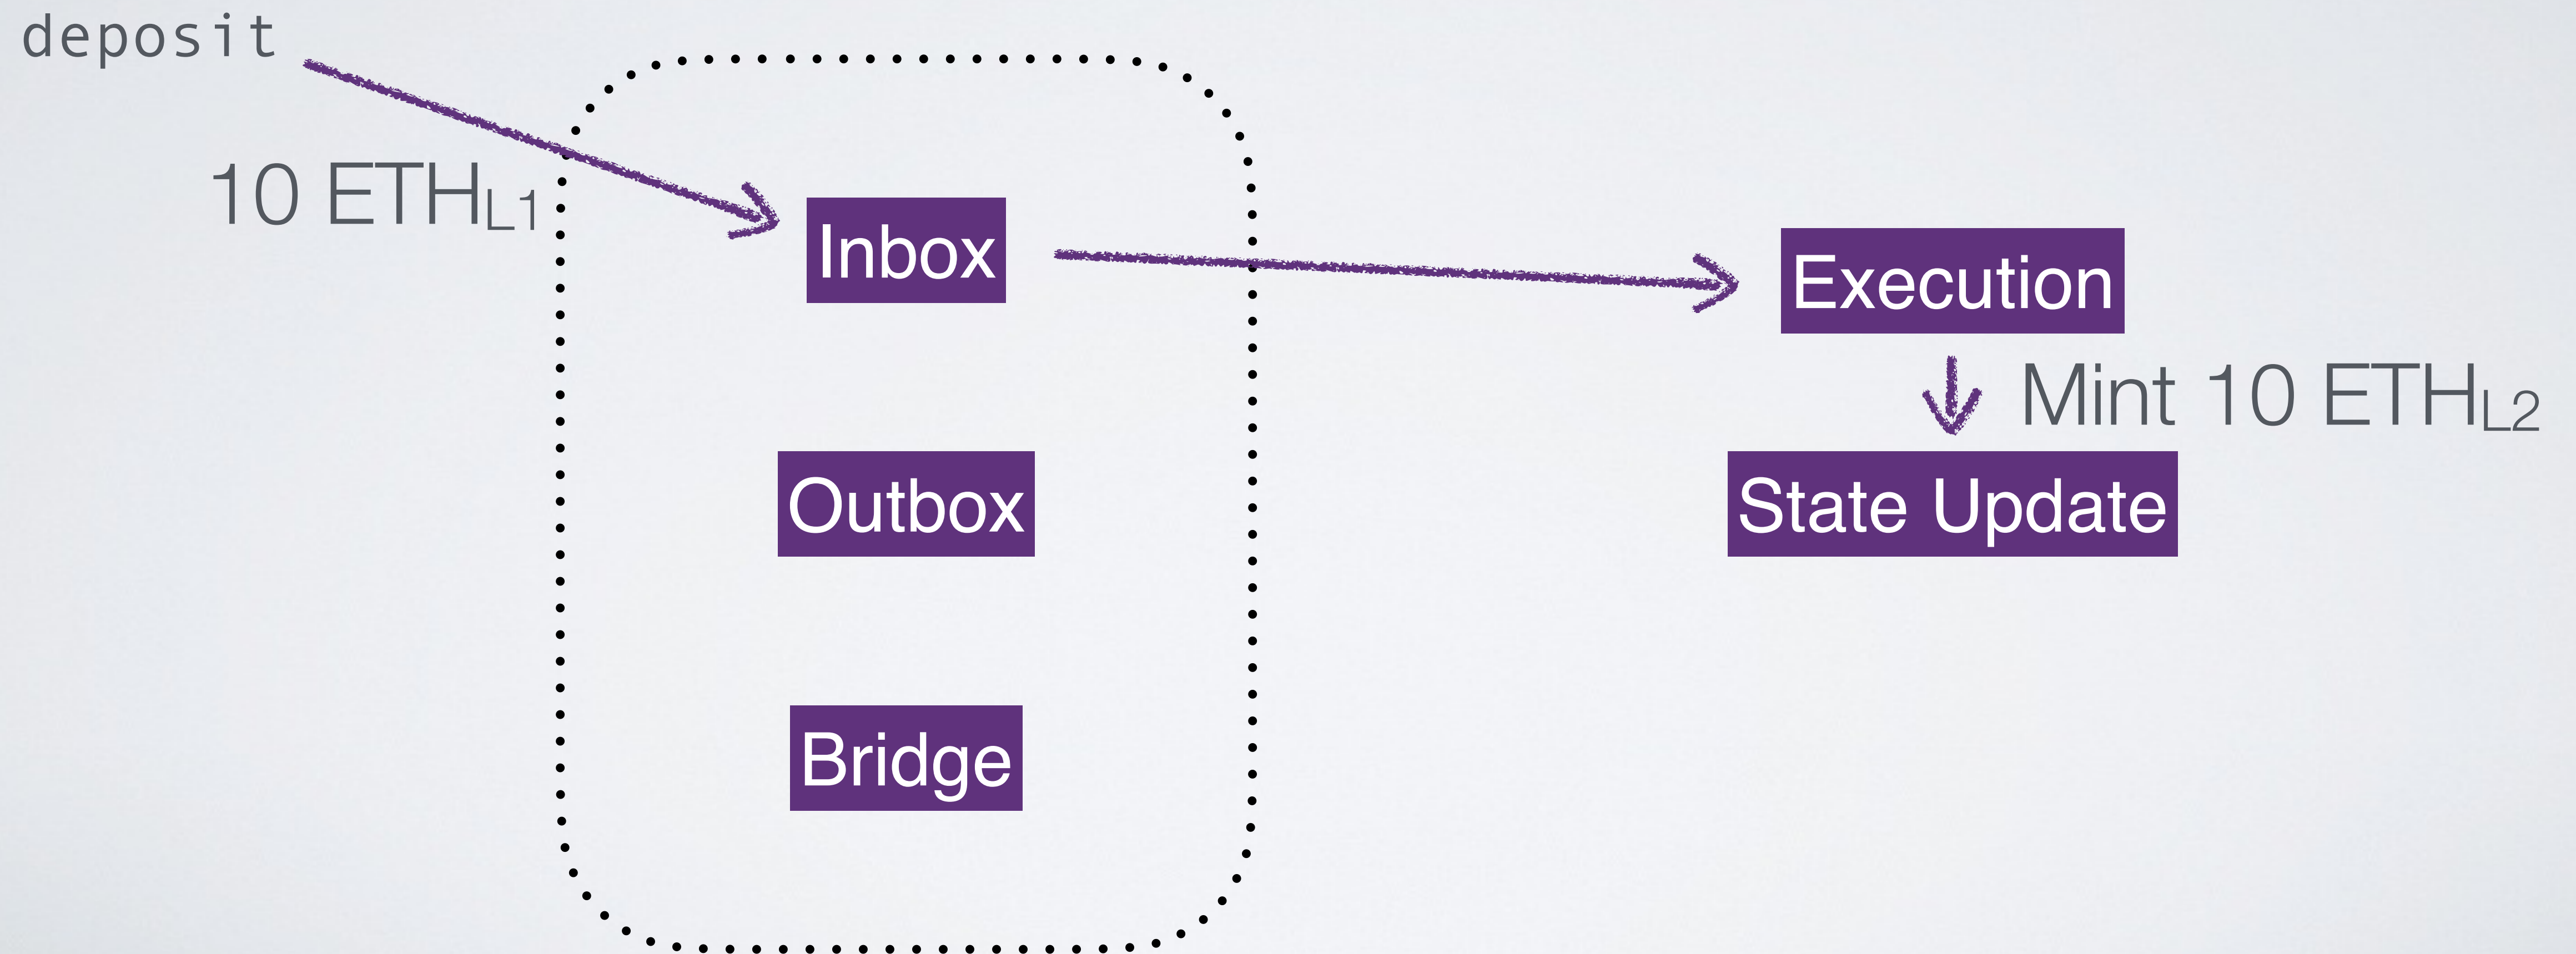 deposit
10 ETHL1
Inbox
Execution
Mint 10 ETHL2
Outbox
State Update
Bridge